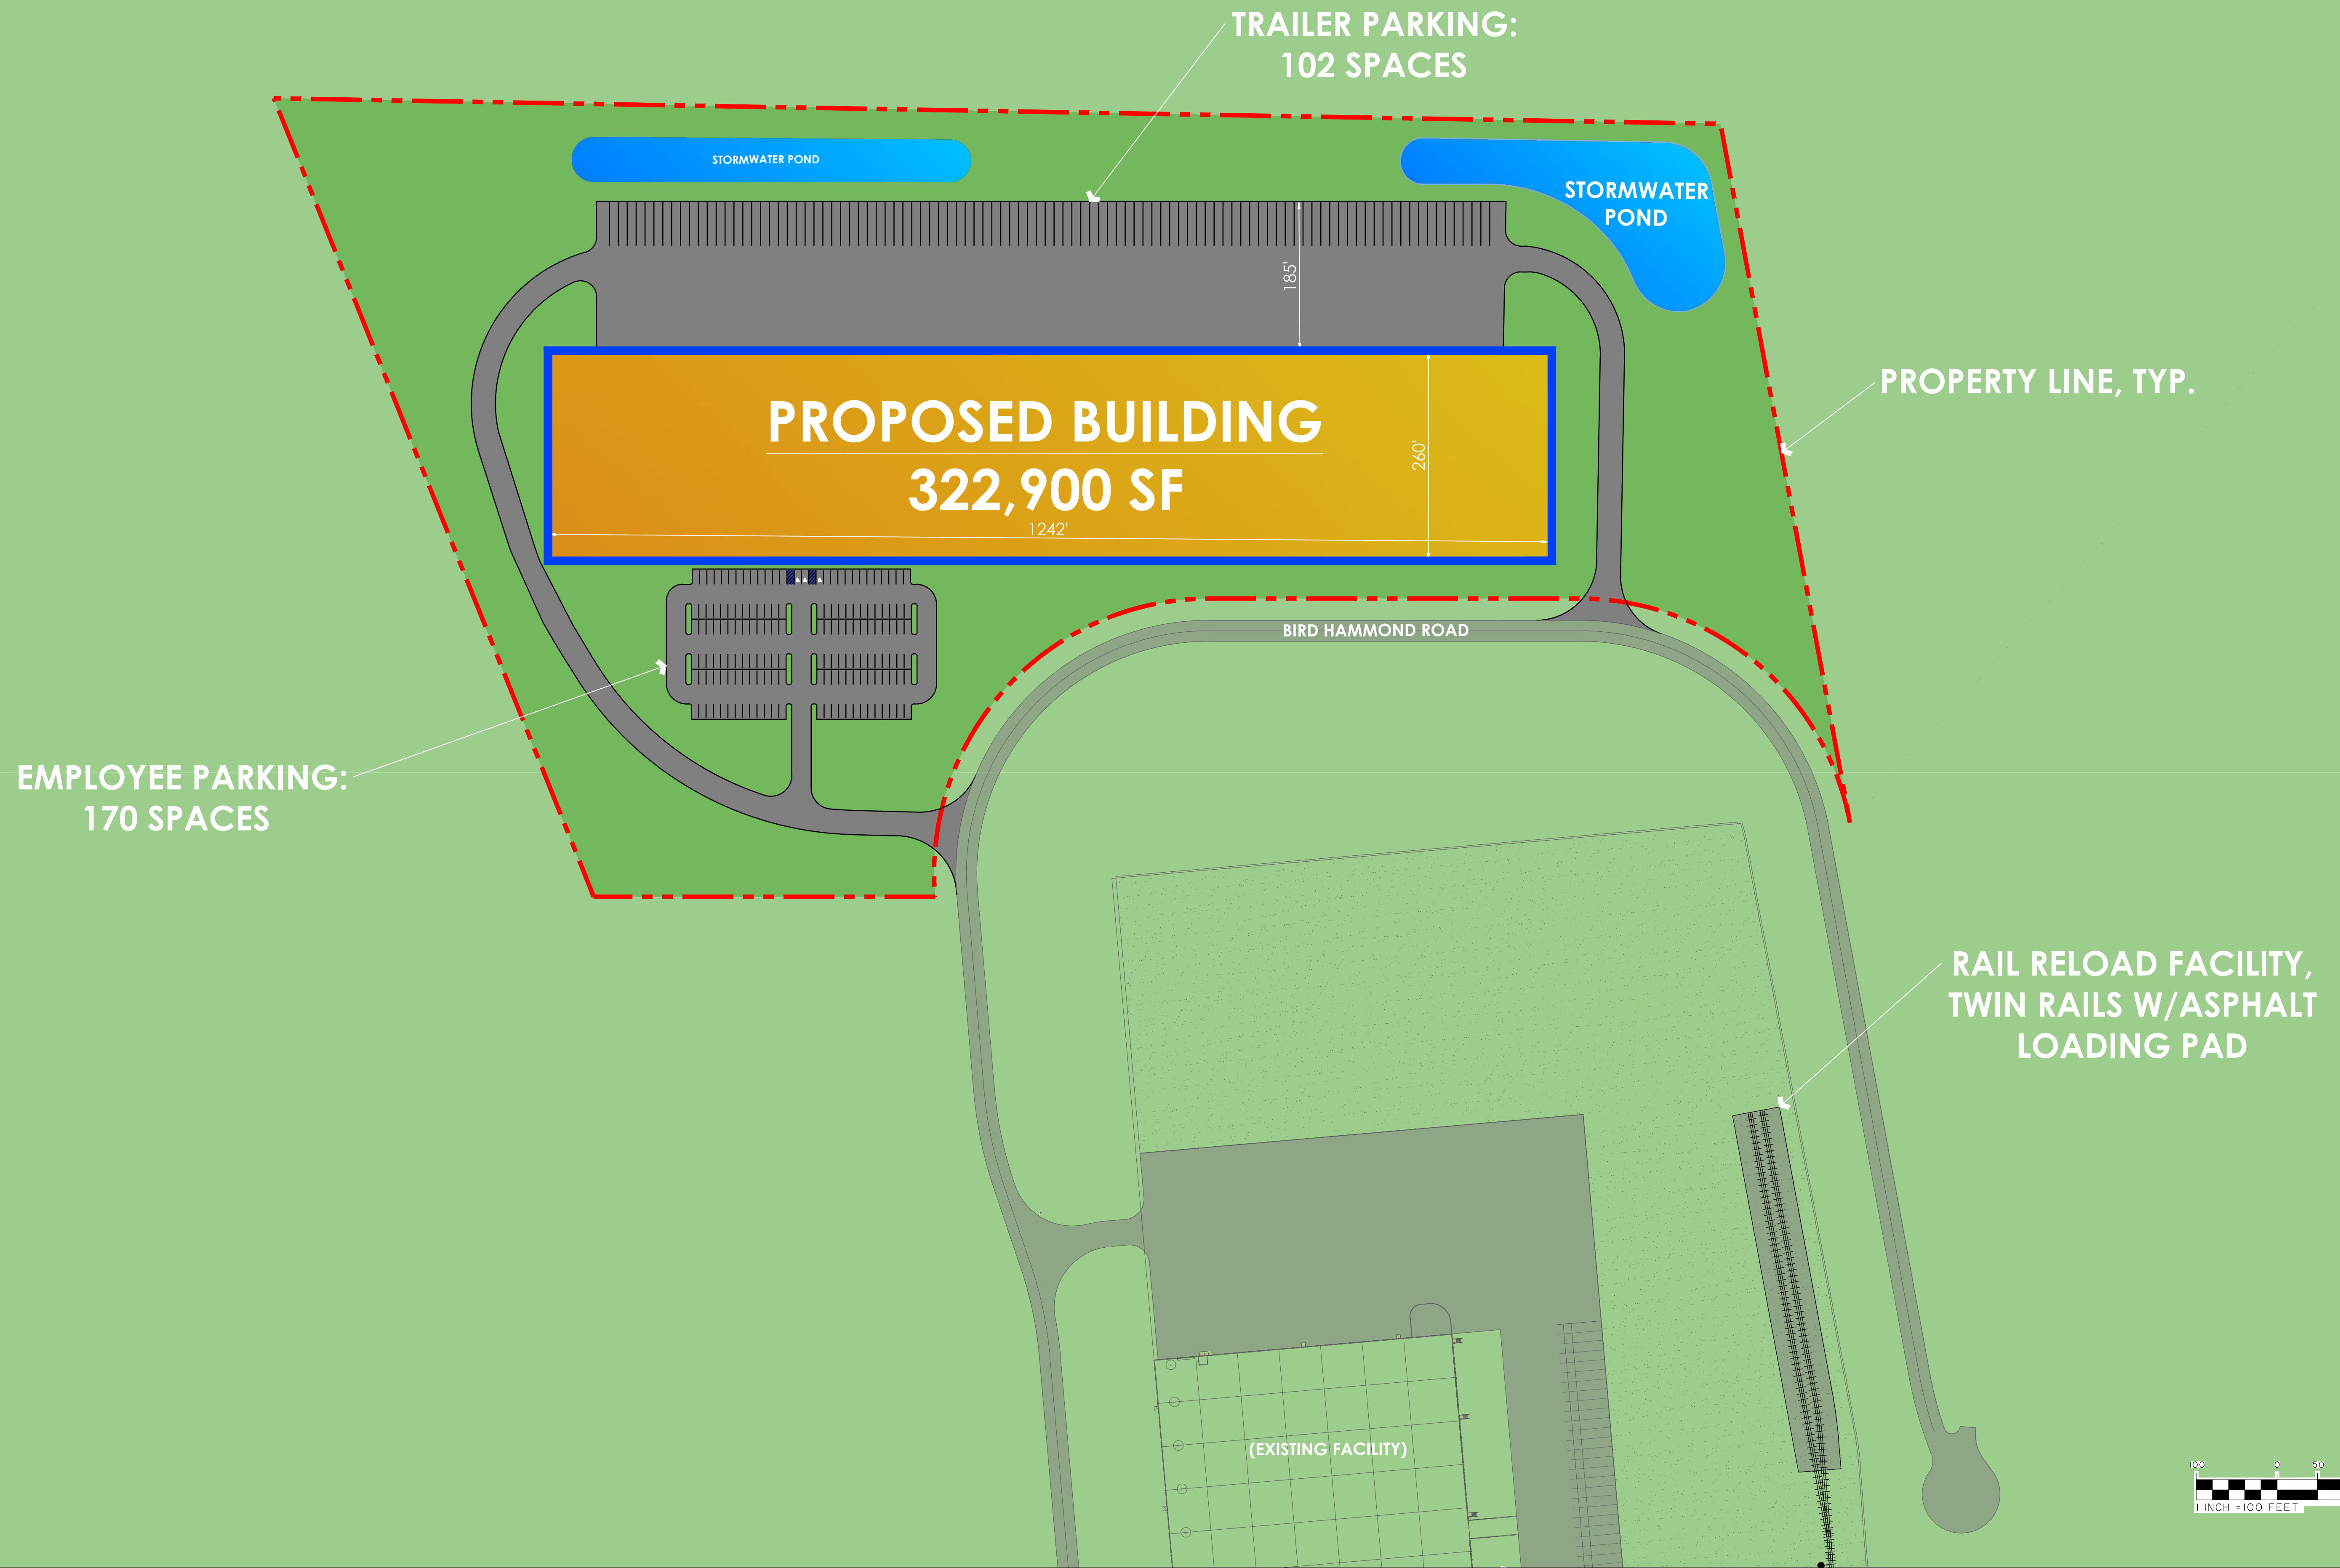 TRAILER PARKING:
102 SPACES
STORMWATER POND
STORMWATER
POND
185'
PROPERTY LINE, TYP.
PROPOSED BUILDING
322,900 SF
260'
1242'
BIRD HAMMOND ROAD
EMPLOYEE PARKING:
170 SPACES
RAIL RELOAD FACILITY,
TWIN RAILS W/ASPHALT
LOADING PAD
(EXISTING FACILITY)
100 0 50
1 INCH =100 FEET